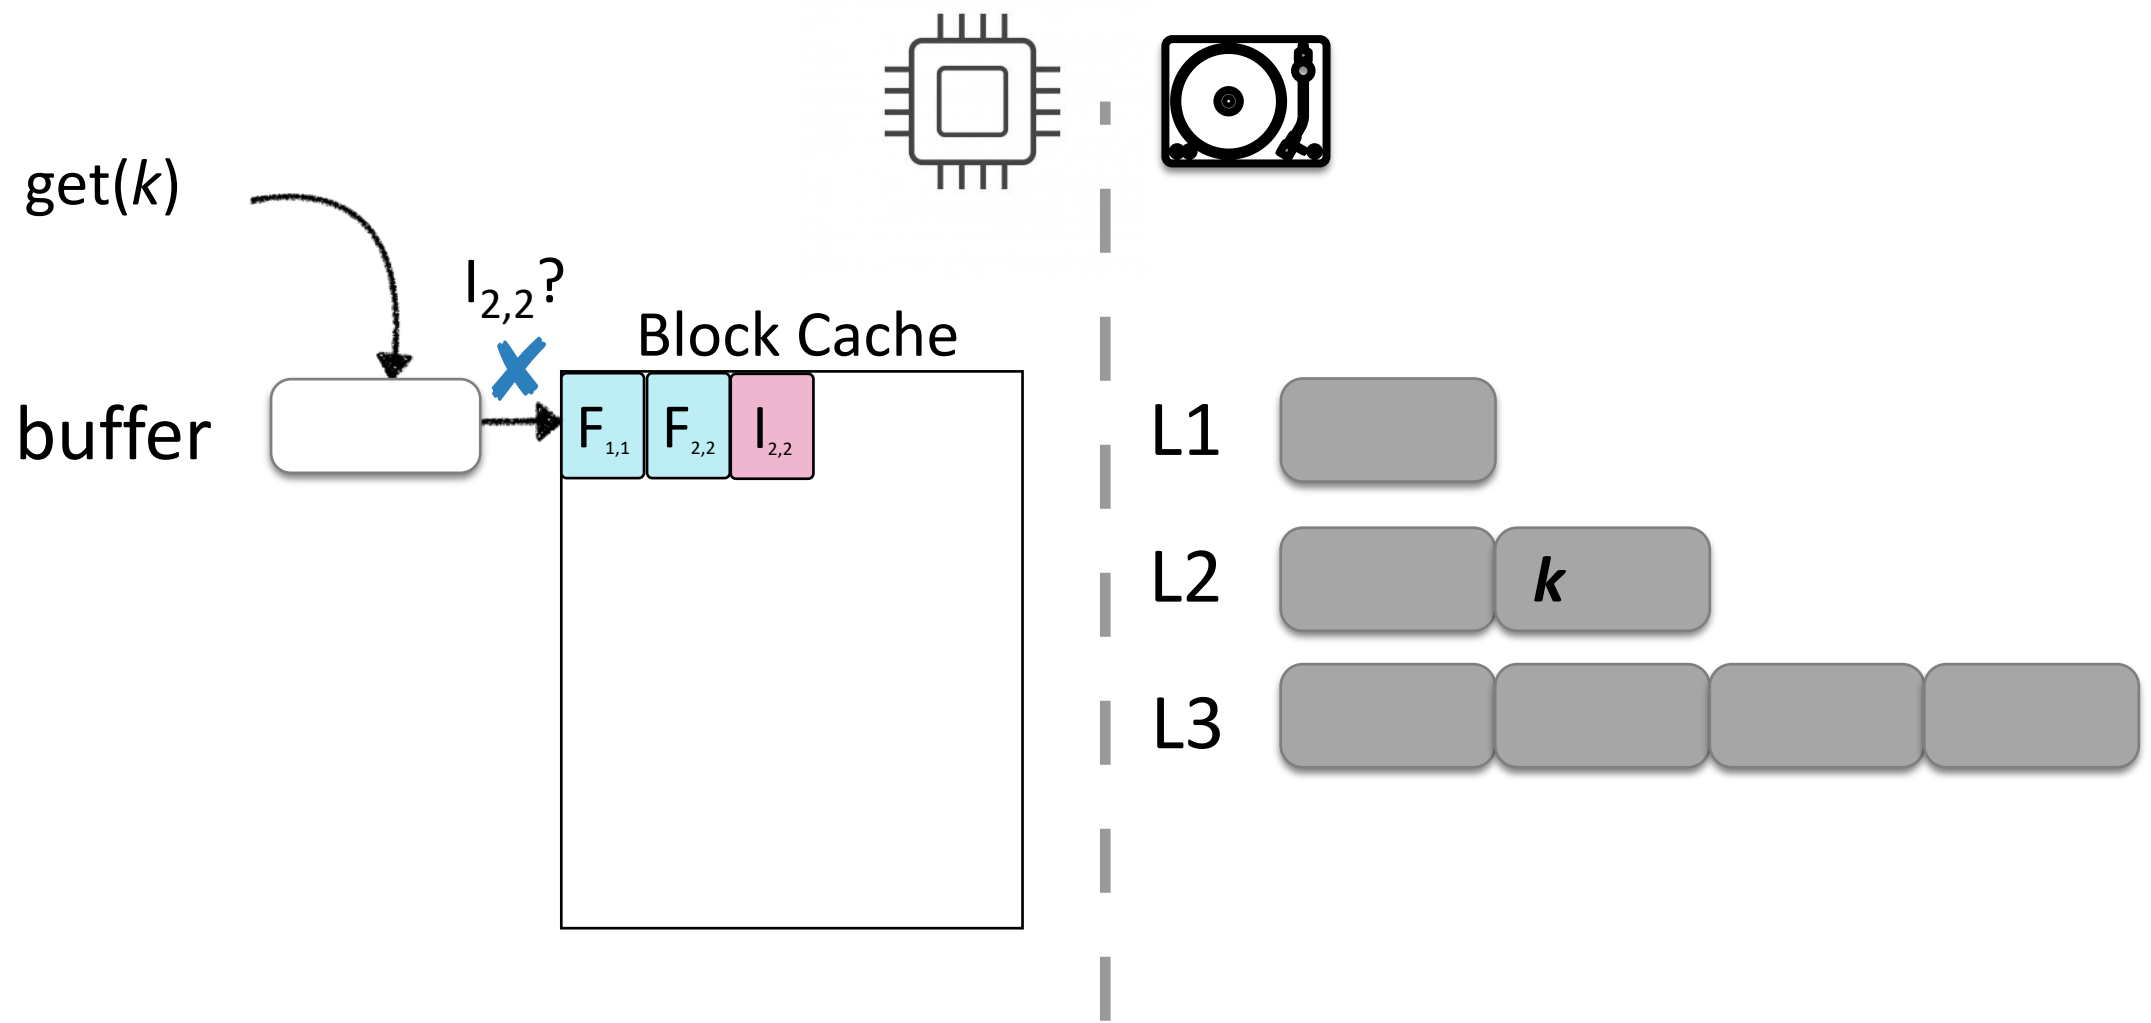 get(k)
I2,2?
Block Cache
buffer
F1,1
F2,2
I2,2
L1
L2
k
L3